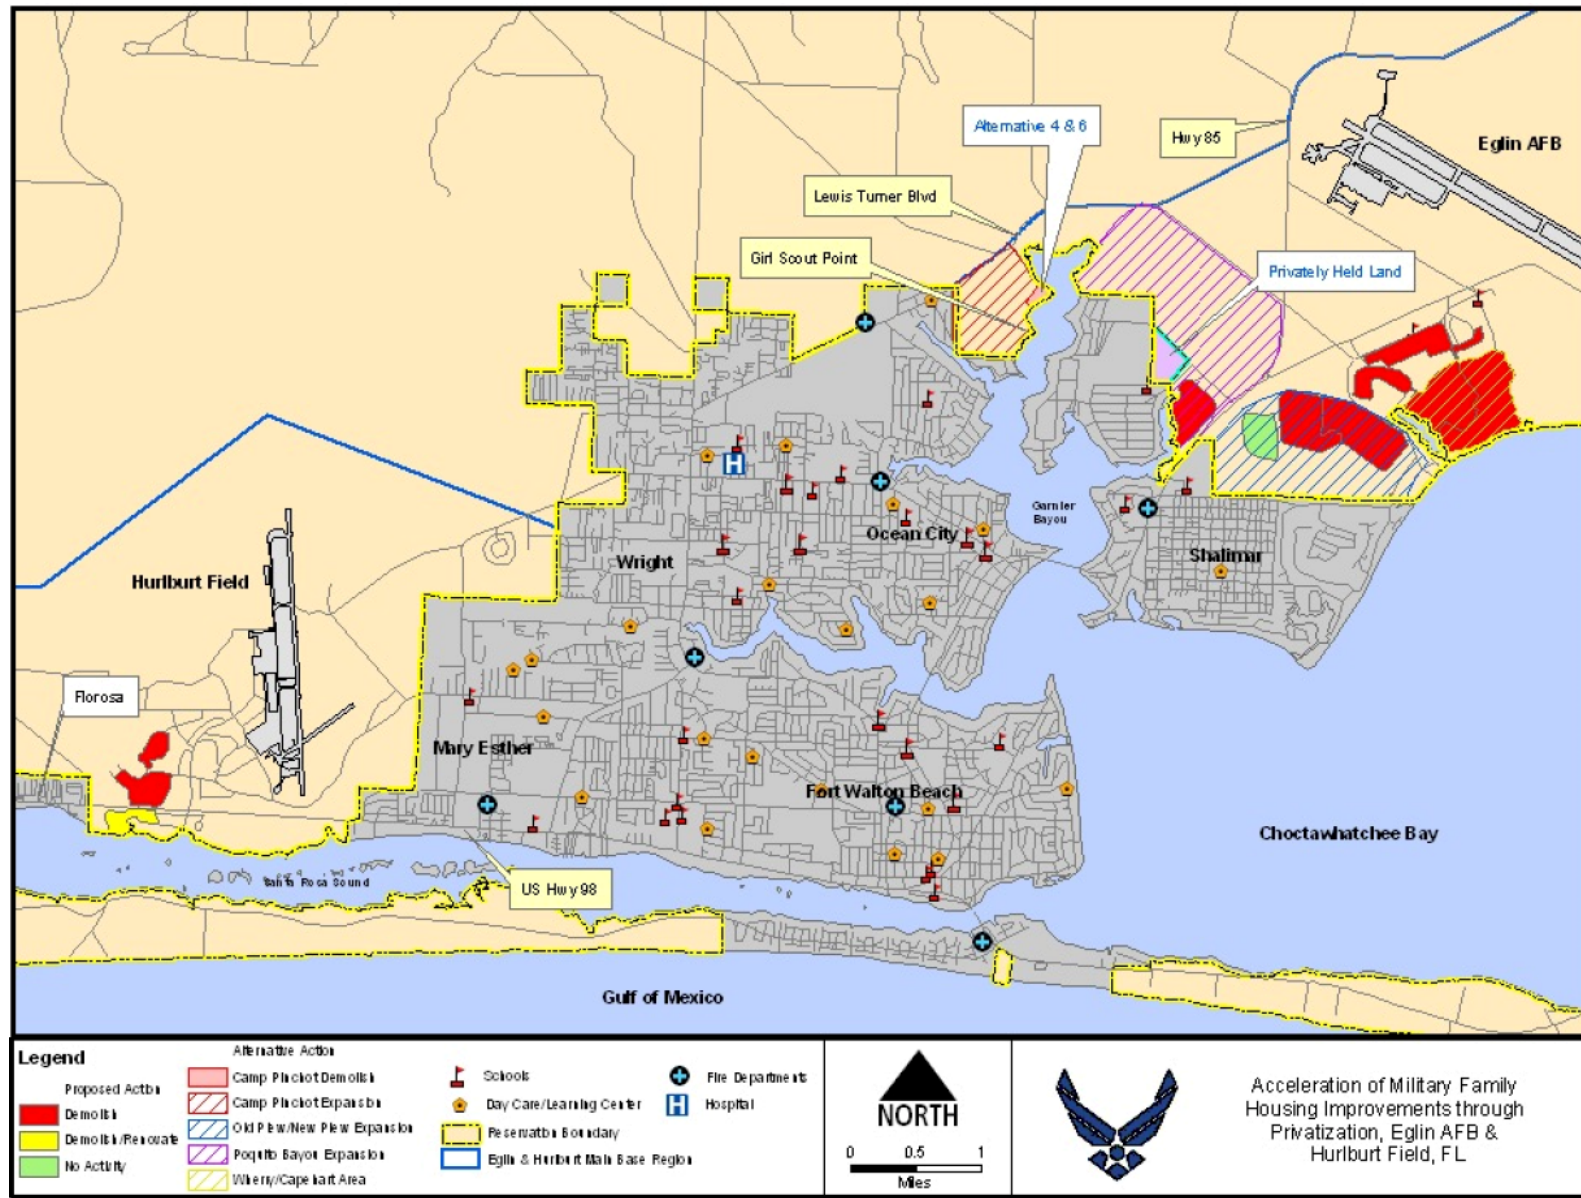 Alternative 4 & 6
Hwy 85
Eglin AFB
Lewis Turner Blvd
Girl Scout Point
Privately Held Land
H
Garnier
Bayou
Ocean City
Wright
Shalimar
Hurlburt Field
Florosa
Mary Esther
Fort Walton Beach
Choctawhatchee Bay
Santa Rosa Sound
US Hwy 98
Gulf of Mexico
Legend
Proposed Action
Demolish
Demolish/Renovate
No Activity
Alternative Action
Camp Pinchot Demolish
Camp Pinchot Expansion
Old Plew/New Plew Expansion
Poquito Bayou Expansion
Wherry/Capehart Area
Schools
Day Care/Learning Center
Reservation Boundary
Eglin & Hurlburt Main Base Region
Fire Departments
H Hospital
NORTH
0 0.5 1
Miles
Acceleration of Military Family
Housing Improvements through
Privatization, Eglin AFB &
Hurlburt Field, FL